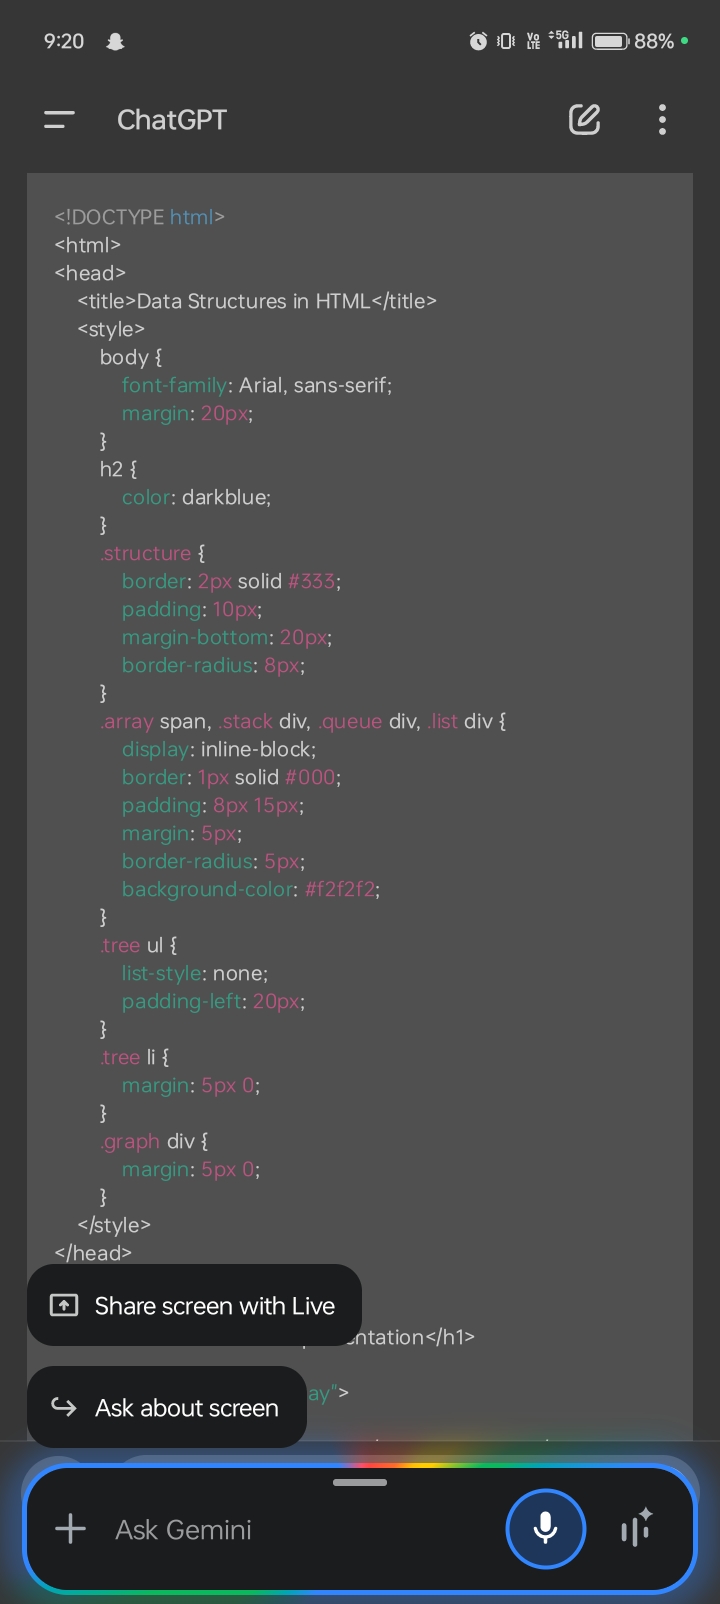 9:20
Vo LTE 5G 88%
ChatGPT
<!DOCTYPE html>
<html>
<head>
    <title>Data Structures in HTML</title>
    <style>
        body {
            font-family: Arial, sans-serif;
            margin: 20px;
        }
        h2 {
            color: darkblue;
        }
        .structure {
            border: 2px solid #333;
            padding: 10px;
            margin-bottom: 20px;
            border-radius: 8px;
        }
        .array span, .stack div, .queue div, .list div {
            display: inline-block;
            border: 1px solid #000;
            padding: 8px 15px;
            margin: 5px;
            border-radius: 5px;
            background-color: #f2f2f2;
        }
        .tree ul {
            list-style: none;
            padding-left: 20px;
        }
        .tree li {
            margin: 5px 0;
        }
        .graph div {
            margin: 5px 0;
        }
    </style>
</head>
Share screen with Live
entation</h1>
ay">
Ask about screen
Ask Gemini